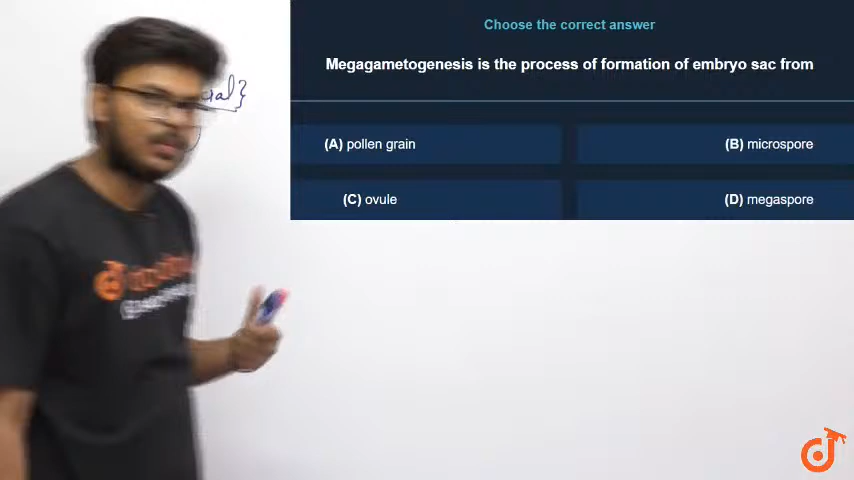 Choose the correct answer
Megagametogenesis is the process of formation of embryo sac from
(A) pollen grain
(B) microspore
(C) ovule
(D) megaspore